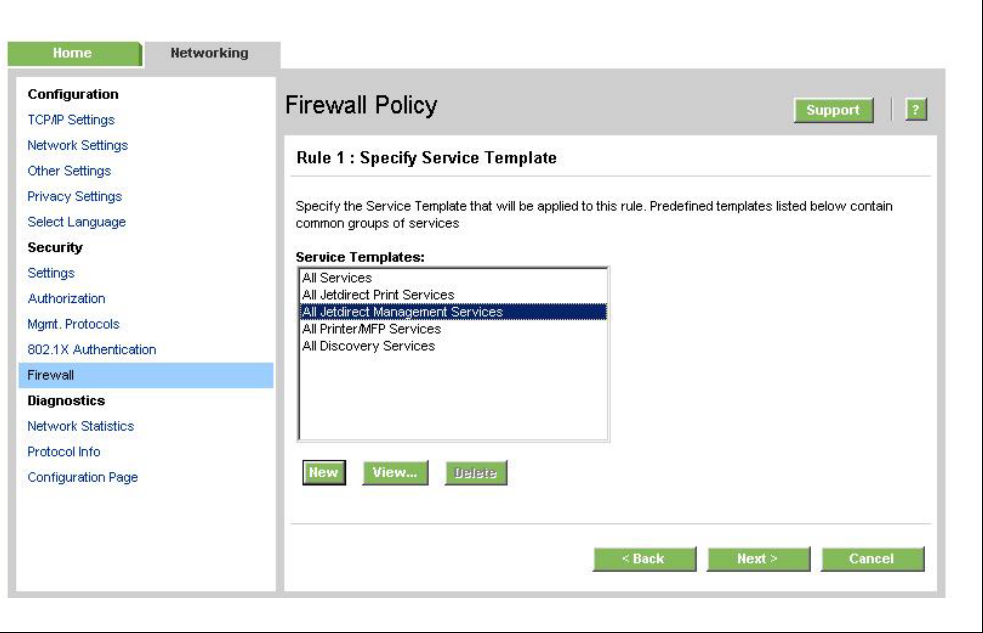 Home
Networking
Configuration
TCP/IP Settings
Network Settings
Other Settings
Privacy Settings
Select Language
Security
Settings
Authorization
Mgmt. Protocols
802.1X Authentication
Firewall
Diagnostics
Network Statistics
Protocol Info
Configuration Page
Firewall Policy
Support
?
Rule 1 : Specify Service Template
Specify the Service Template that will be applied to this rule. Predefined templates listed below contain
common groups of services
Service Templates:
All Services
All Jetdirect Print Services
All Jetdirect Management Services
All Printer/MFP Services
All Discovery Services
New
View...
Delete
< Back
Next >
Cancel